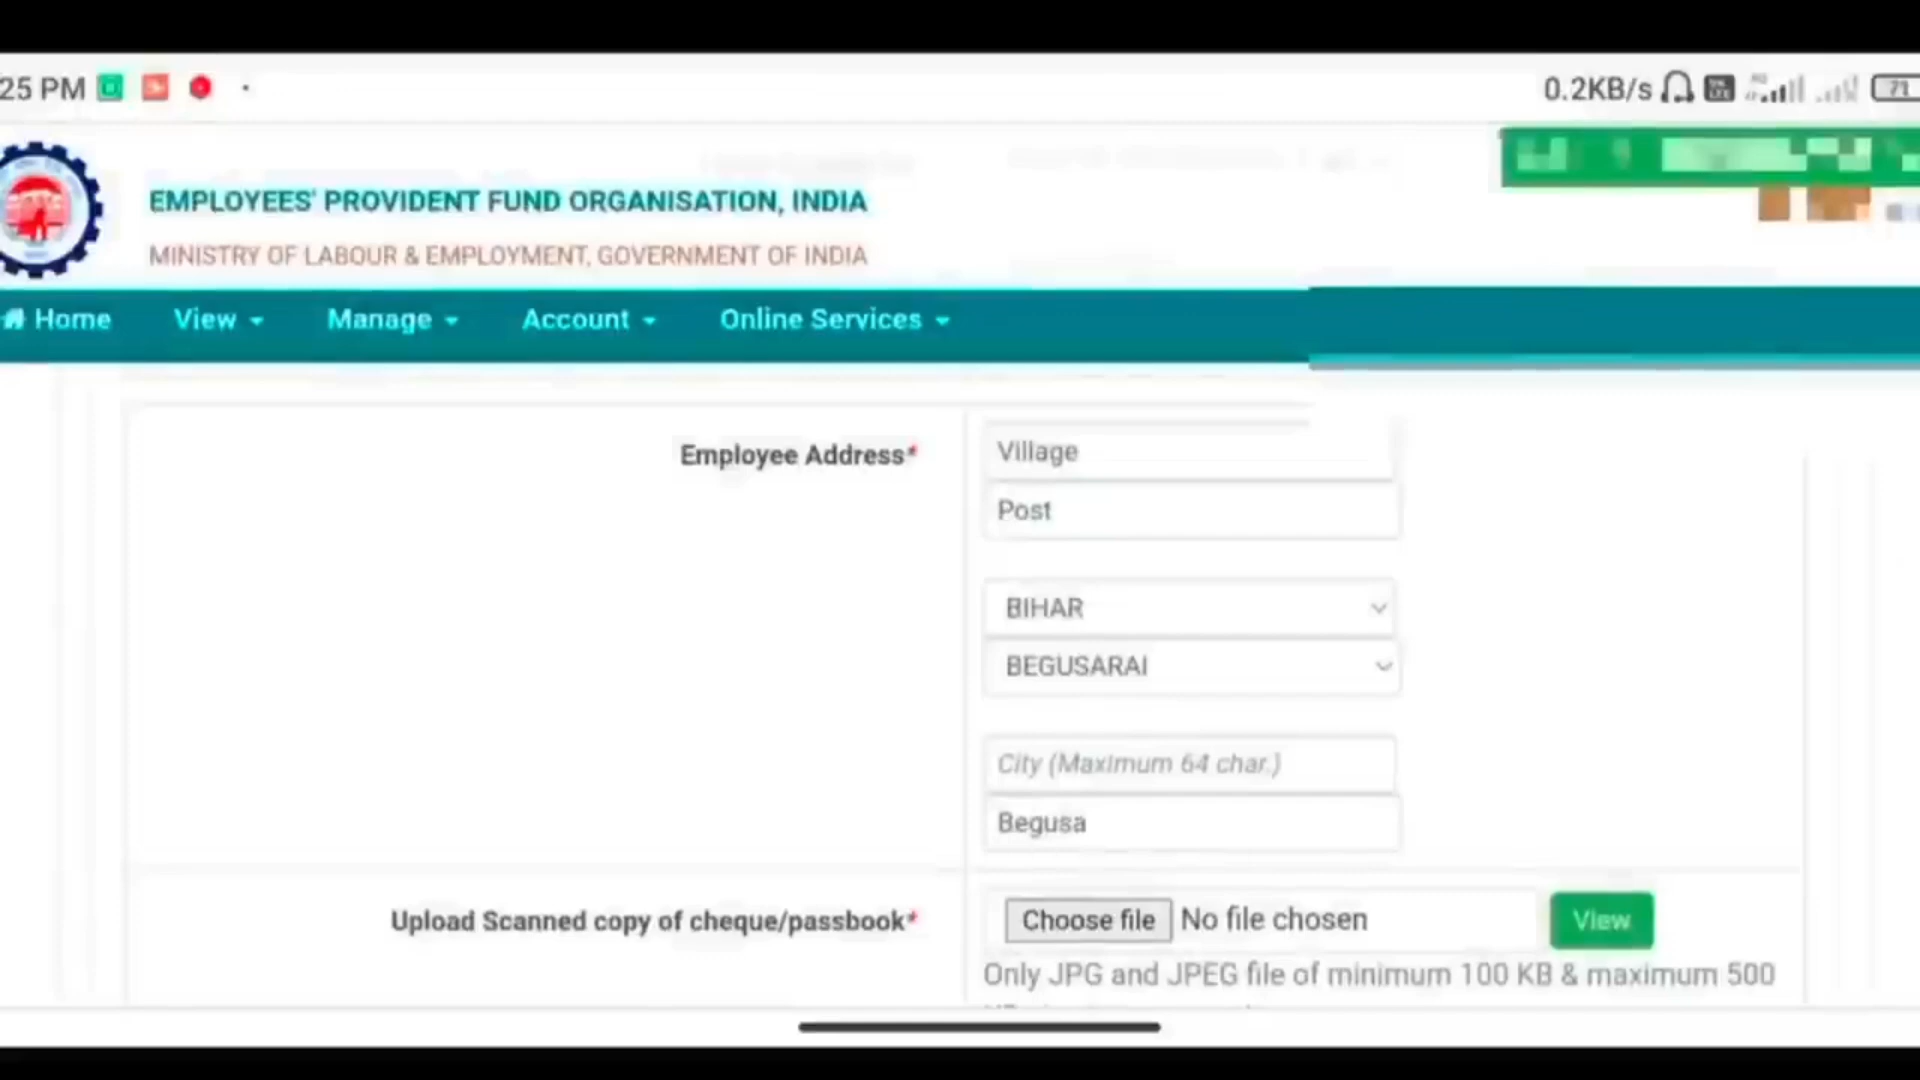 25 PM
0.2KB/s
71
EMPLOYEES' PROVIDENT FUND ORGANISATION, INDIA
MINISTRY OF LABOUR & EMPLOYMENT, GOVERNMENT OF INDIA
Home View Manage Account Online Services
Employee Address*
Village
Post
BIHAR
BEGUSARAI
City (Maximum 64 char.)
Begusa
Upload Scanned copy of cheque/passbook*
Choose file No file chosen View
Only JPG and JPEG file of minimum 100 KB & maximum 500